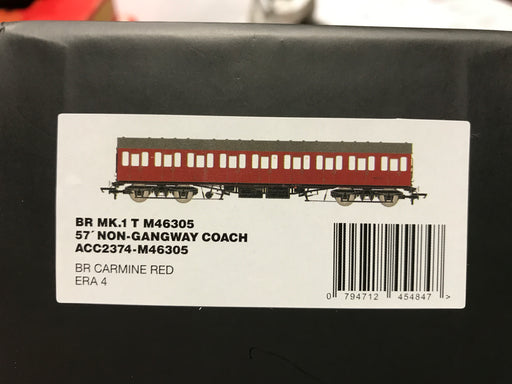 BR MK.1 T M46305
57´ NON-GANGWAY COACH
ACC2374-M46305
BR CARMINE RED
ERA 4
0 794712 454847 >